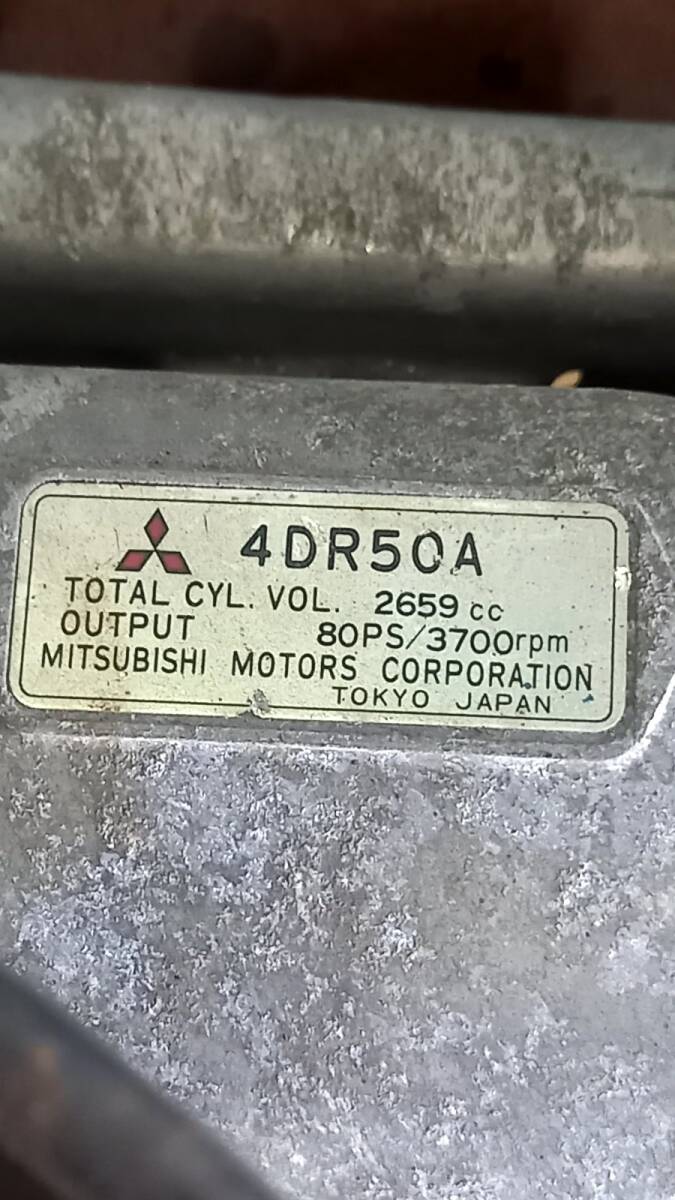 4DR50A
TOTAL CYL. VOL. 2659 cc
OUTPUT 80PS/3700rpm
MITSUBISHI MOTORS CORPORATION
TOKYO JAPAN